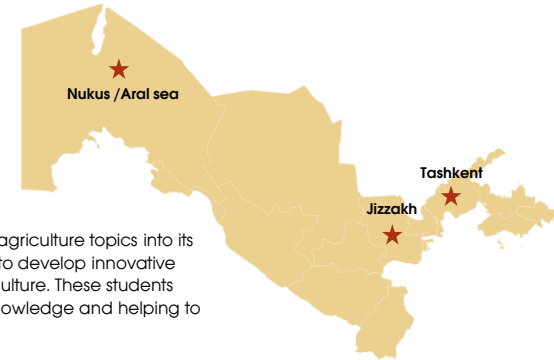 Nukus /Aral sea
Tashkent
Jizzakh
agriculture topics into its
to develop innovative
culture. These students
owledge and helping to